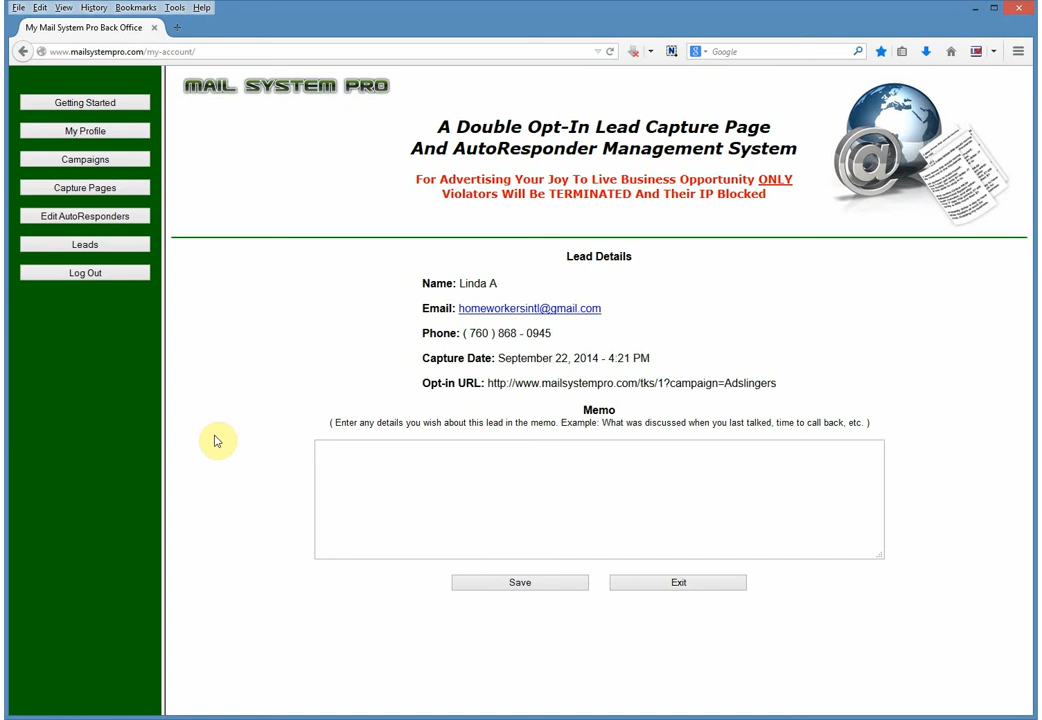 File Edit View History Bookmarks Tools Help
My Mail System Pro Back Office
www.mailsystempro.com/my-account/
Google
Getting Started
My Profile
Campaigns
Capture Pages
Edit AutoResponders
Leads
Log Out
MAIL SYSTEM PRO
A Double Opt-In Lead Capture Page
And AutoResponder Management System
For Advertising Your Joy To Live Business Opportunity ONLY
Violators Will Be TERMINATED And Their IP Blocked
Lead Details
Name: Linda A
Email: homeworkersintl@gmail.com
Phone: ( 760 ) 868 - 0945
Capture Date: September 22, 2014 - 4:21 PM
Opt-in URL: http://www.mailsystempro.com/tks/1?campaign=Adslingers
Memo
( Enter any details you wish about this lead in the memo. Example: What was discussed when you last talked, time to call back, etc. )
Save
Exit